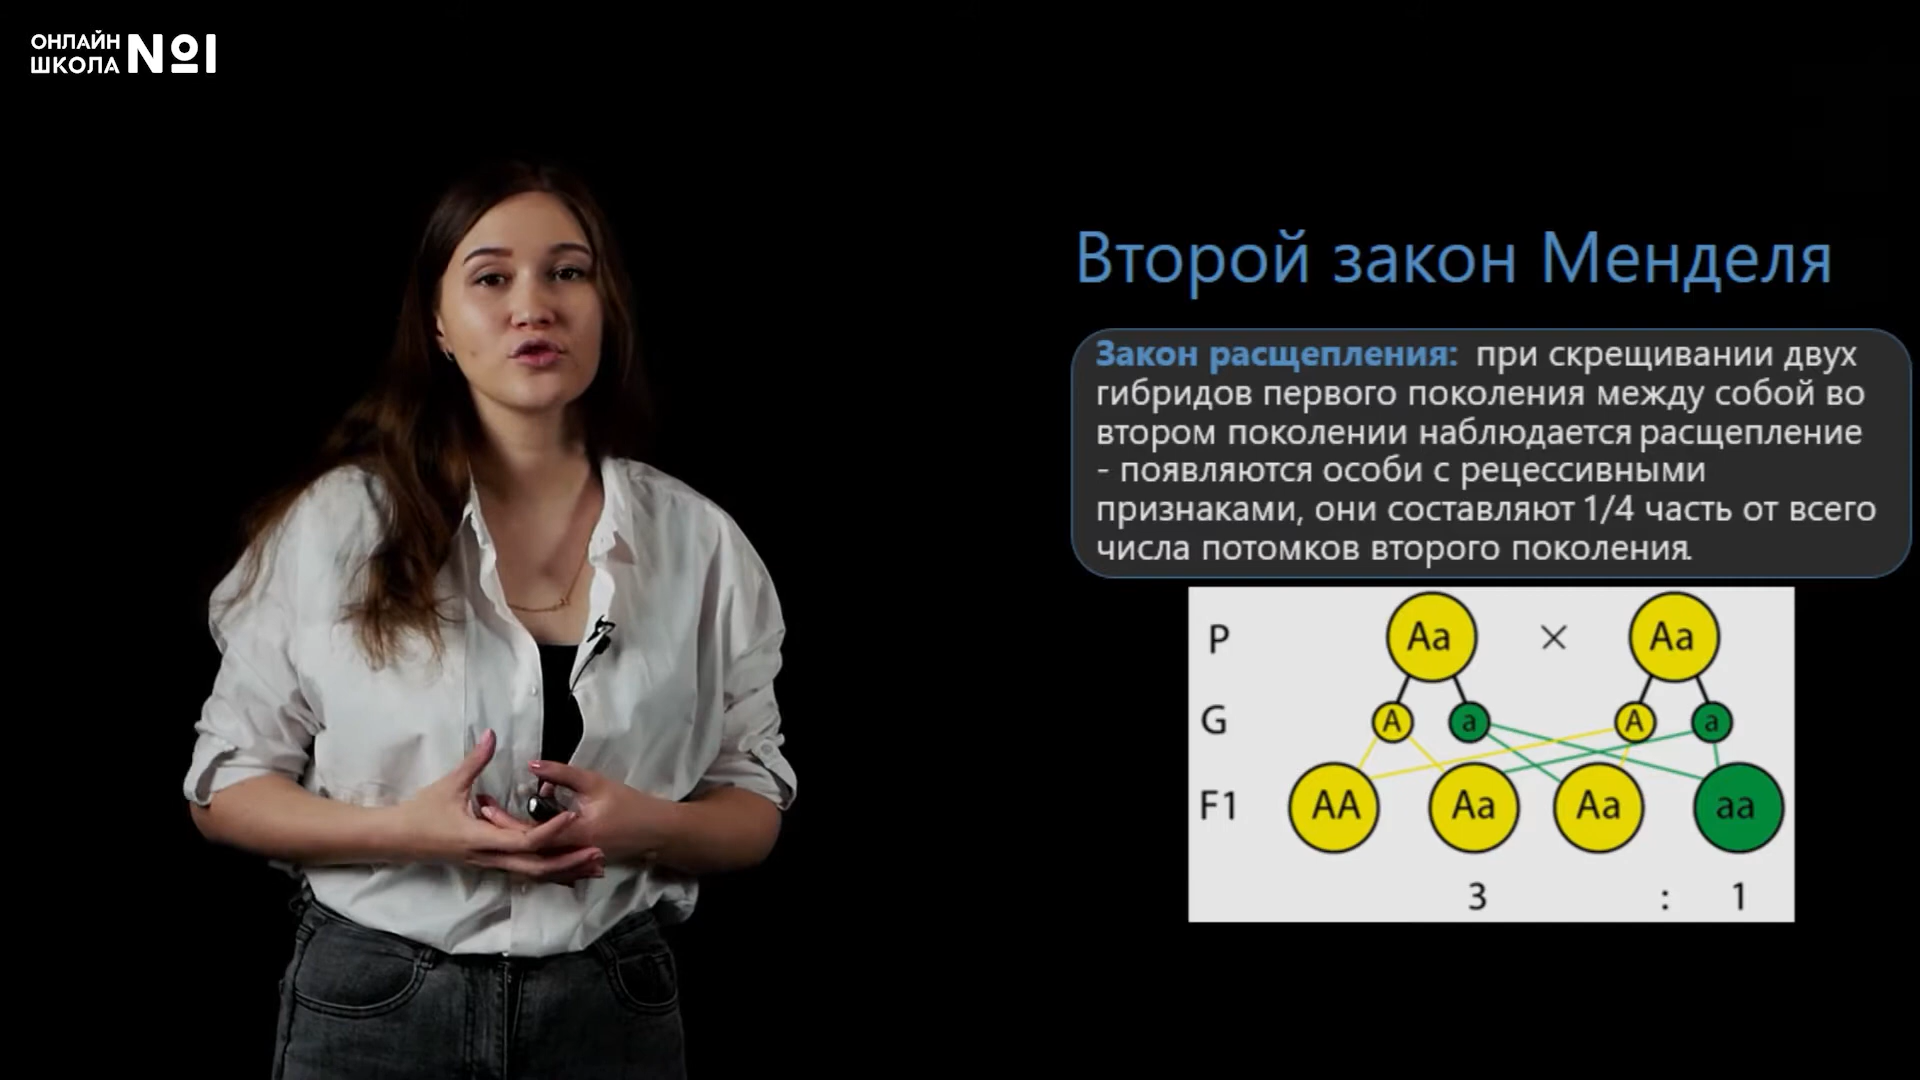 ОНЛАЙН
ШКОЛА №1
Второй закон Менделя
Закон расщепления: при скрещивании двух
гибридов первого поколения между собой во
втором поколении наблюдается расщепление
- появляются особи с рецессивными
признаками, они составляют 1/4 часть от всего
числа потомков второго поколения.
P Aa × Aa
G A a A a
F1 AA Aa Aa aa
3 : 1